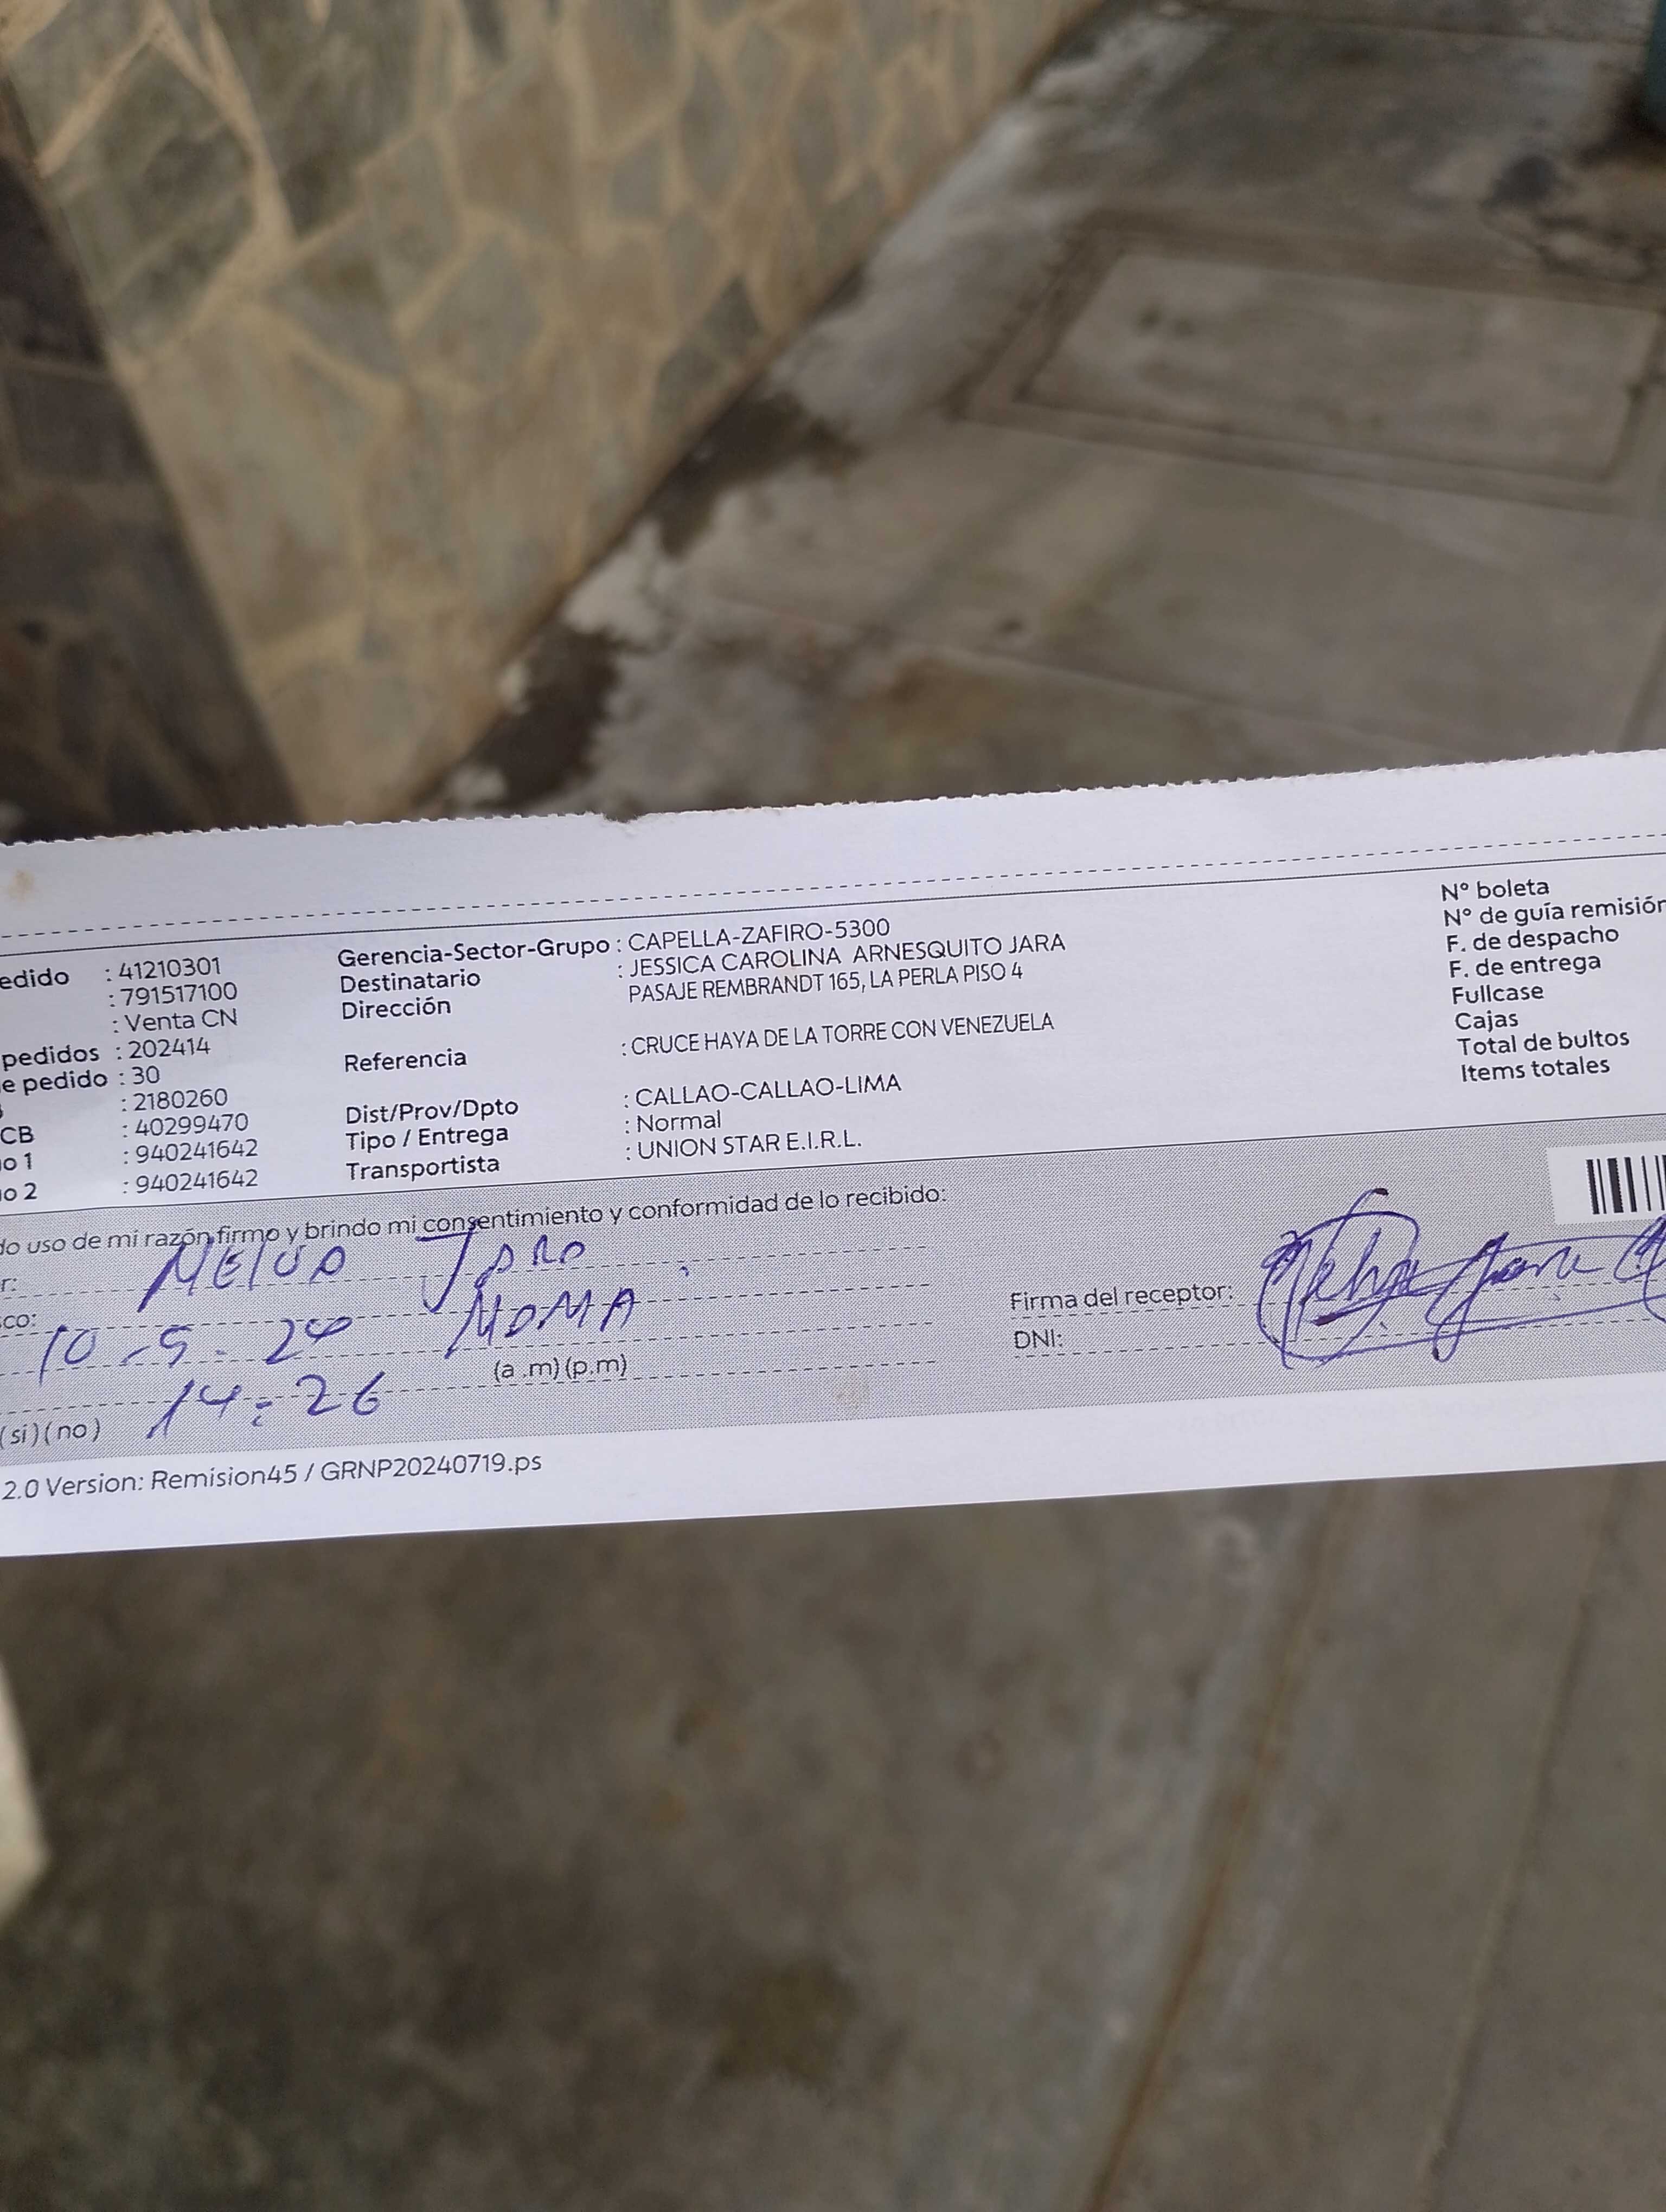 edido : 41210301
: 791517100
: Venta CN
pedidos : 202414
e pedido : 30
: 2180260
CB : 40299470
o 1 : 940241642
o 2 : 940241642
Gerencia-Sector-Grupo : CAPELLA-ZAFIRO-5300
Destinatario : JESSICA CAROLINA ARNESQUITO JARA
Dirección PASAJE REMBRANDT 165, LA PERLA PISO 4
Referencia : CRUCE HAYA DE LA TORRE CON VENEZUELA
Dist/Prov/Dpto : CALLAO-CALLAO-LIMA
Tipo / Entrega : Normal
Transportista : UNION STAR E.I.R.L.
N° boleta
N° de guía remisión
F. de despacho
F. de entrega
Fullcase
Cajas
Total de bultos
Items totales
do uso de mi razón firmo y brindo mi consentimiento y conformidad de lo recibido:
r:
co: MAMA
10-9-24
(a .m) (p.m)
14:26
(si) (no)
Firma del receptor:
DNI:
2.0 Version: Remision45 / GRNP20240719.ps